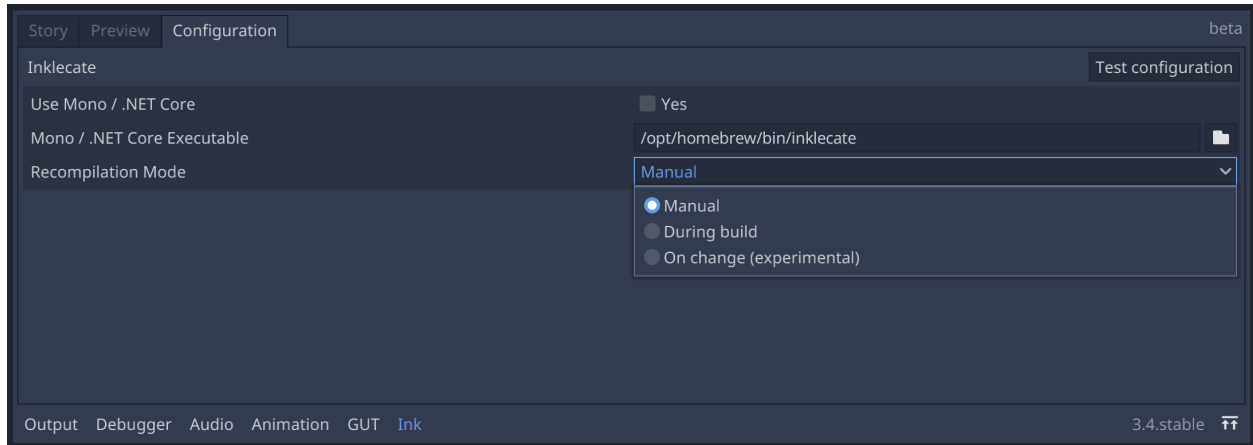 Story Preview Configuration beta
Inklecate Test configuration
Use Mono / .NET Core Yes
Mono / .NET Core Executable /opt/homebrew/bin/inklecate
Recompilation Mode Manual
Manual
During build
On change (experimental)
Output Debugger Audio Animation GUT Ink 3.4.stable